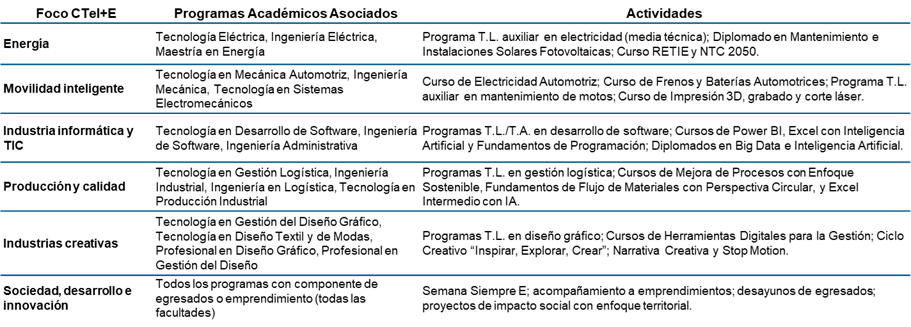 Foco CTeI+E Programas Académicos Asociados Actividades
Energía
Tecnología Eléctrica, Ingeniería Eléctrica,
Maestría en Energía
Programa T.L. auxiliar en electricidad (media técnica); Diplomado en Mantenimiento e
Instalaciones Solares Fotovoltaicas; Curso RETIE y NTC 2050.
Movilidad inteligente
Tecnología en Mecánica Automotriz, Ingeniería
Mecánica, Tecnología en Sistemas
Electromecánicos
Curso de Electricidad Automotriz; Curso de Frenos y Baterías Automotrices; Programa T.L.
auxiliar en mantenimiento de motos; Curso de Impresión 3D, grabado y corte láser.
Industria informática y
TIC
Tecnología en Desarrollo de Software, Ingeniería
de Software, Ingeniería Administrativa
Programas T.L./T.A. en desarrollo de software; Cursos de Power BI, Excel con Inteligencia
Artificial y Fundamentos de Programación; Diplomados en Big Data e Inteligencia Artificial.
Producción y calidad
Tecnología en Gestión Logística, Ingeniería
Industrial, Ingeniería en Logística, Tecnología en
Producción Industrial
Programas T.L. en gestión logística; Cursos de Mejora de Procesos con Enfoque
Sostenible, Fundamentos de Flujo de Materiales con Perspectiva Circular, y Excel
Intermedio con IA.
Industrias creativas
Tecnología en Gestión del Diseño Gráfico,
Tecnología en Diseño Textil y de Modas,
Profesional en Diseño Gráfico, Profesional en
Gestión del Diseño
Programas T.L. en diseño gráfico; Cursos de Herramientas Digitales para la Gestión; Ciclo
Creativo “Inspirar, Explorar, Crear”; Narrativa Creativa y Stop Motion.
Sociedad, desarrollo e
innovación
Todos los programas con componente de
egresados o emprendimiento (todas las
facultades)
Semana Siempre E; acompañamiento a emprendimientos; desayunos de egresados;
proyectos de impacto social con enfoque territorial.